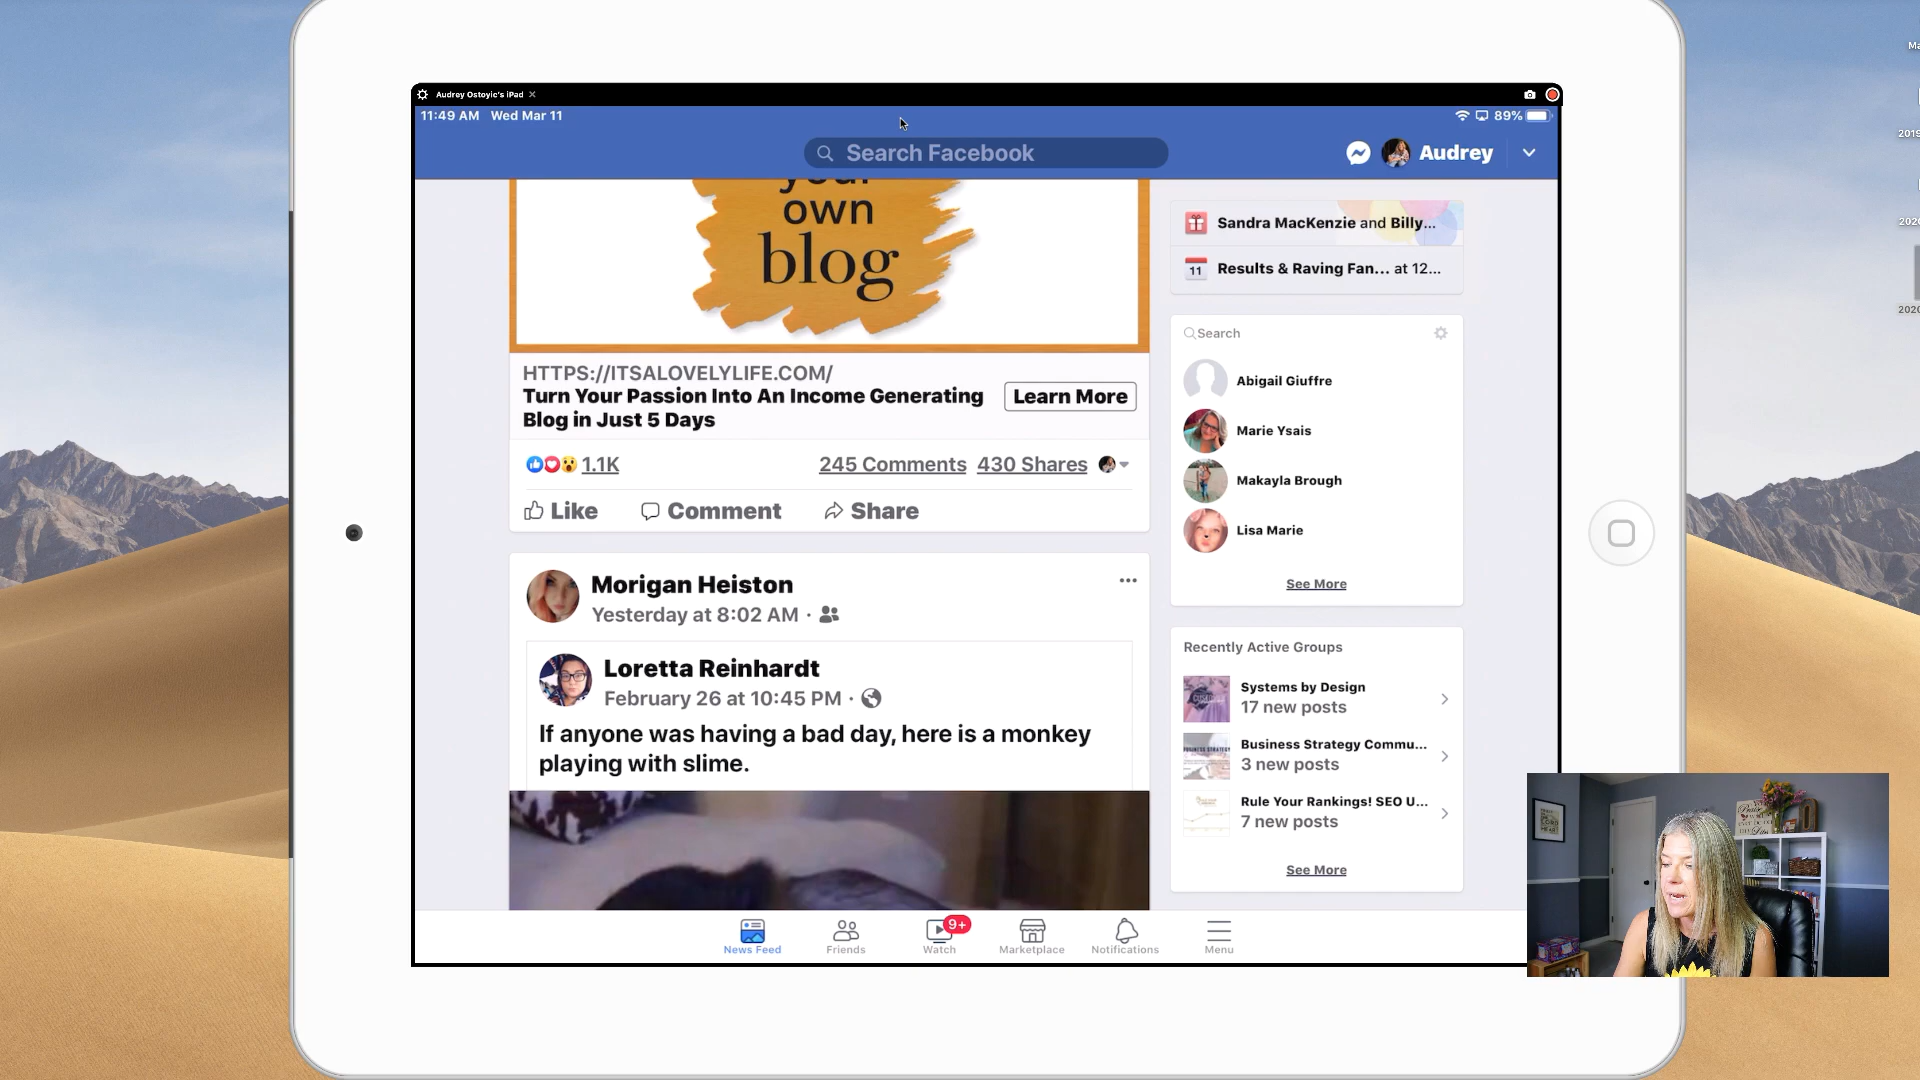 Audrey Ostoyic's iPad
11:49 AM Wed Mar 11
89%
Search Facebook
Audrey
your
own
blog
HTTPS://ITSALOVELYLIFE.COM/
Turn Your Passion Into An Income Generating
Blog in Just 5 Days
Learn More
1.1K
245 Comments 430 Shares
Like
Comment
Share
Morigan Heiston
Yesterday at 8:02 AM ·
Loretta Reinhardt
February 26 at 10:45 PM ·
If anyone was having a bad day, here is a monkey
playing with slime.
Sandra MacKenzie and Billy...
11
Results & Raving Fan... at 12...
Search
Abigail Giuffre
Marie Ysais
Makayla Brough
Lisa Marie
See More
Recently Active Groups
Systems by Design
17 new posts
BUSINESS STRATEGY
Business Strategy Commu...
3 new posts
Rule Your Rankings! SEO U...
7 new posts
See More
News Feed
Friends
9+
Watch
Marketplace
Notifications
Menu